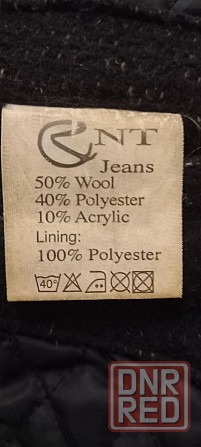 NT
Jeans
50% Wool
40% Polyester
10% Acrylic
Lining:
100% Polyester
40°
DNR
RED